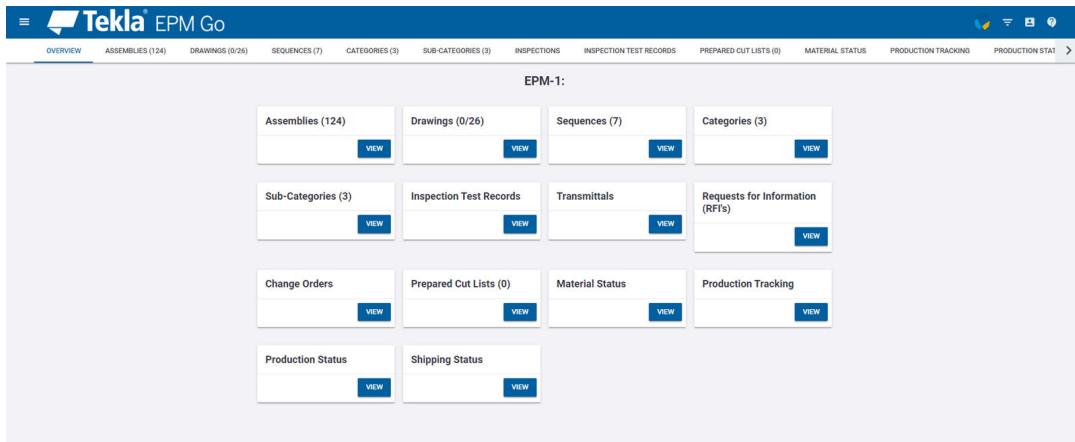 Tekla® EPM Go
OVERVIEW ASSEMBLIES (124) DRAWINGS (0/26) SEQUENCES (7) CATEGORIES (3) SUB-CATEGORIES (3) INSPECTIONS INSPECTION TEST RECORDS PREPARED CUT LISTS (0) MATERIAL STATUS PRODUCTION TRACKING PRODUCTION STAT
EPM-1:
Assemblies (124) Drawings (0/26) Sequences (7) Categories (3)
VIEW VIEW VIEW VIEW
Sub-Categories (3) Inspection Test Records Transmittals Requests for Information
(RFI's)
VIEW VIEW VIEW
VIEW
Change Orders Prepared Cut Lists (0) Material Status Production Tracking
VIEW VIEW VIEW VIEW
Production Status Shipping Status
VIEW VIEW